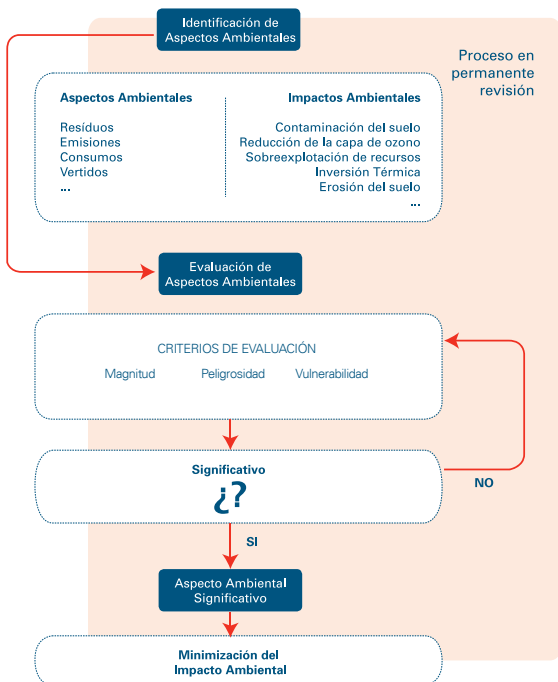 Identificación de
Aspectos Ambientales
Proceso en
permanente
revisión
Aspectos Ambientales
Resíduos
Emisiones
Consumos
Vertidos
...
Impactos Ambientales
Contaminación del suelo
Reducción de la capa de ozono
Sobreexplotación de recursos
Inversión Térmica
Erosión del suelo
...
Evaluación de
Aspectos Ambientales
CRITERIOS DE EVALUACIÓN
Magnitud Peligrosidad Vulnerabilidad
Significativo
¿?
NO
SI
Aspecto Ambiental
Significativo
Minimización del
Impacto Ambiental